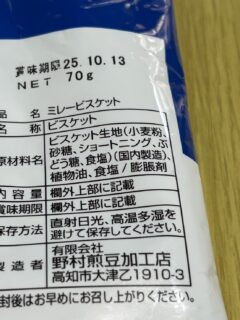 賞味期限 25.10.13
NET 70g
品名 ミレービスケット
名称 ビスケット
原材料名 ビスケット生地(小麦粉、
砂糖、ショートニング、ぶ
どう糖、食塩)(国内製造)、
植物油、食塩/膨脹剤
内容量 欄外上部に記載
賞味期限 欄外上部に記載
保存方法 直射日光、高温多湿を
避けて保存してください。
製造者 有限会社
野村煎豆加工店
高知市大津乙1910-3
封後はお早めにお召し上がりください。